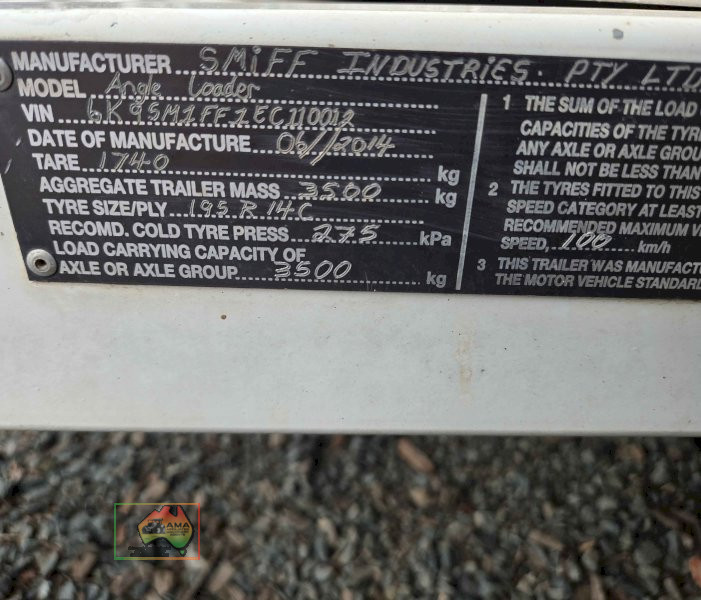 MANUFACTURER SMIFF INDUSTRIES. PTY LTD
MODEL Angle Loader
VIN 6K9SM1FF1EC110012
DATE OF MANUFACTURE 06//2014
TARE 1740 kg
AGGREGATE TRAILER MASS 3500 kg
TYRE SIZE/PLY 195 R 14C
RECOMD. COLD TYRE PRESS 275 kPa
LOAD CARRYING CAPACITY OF
AXLE OR AXLE GROUP 3500 kg
1 THE SUM OF THE LOAD
CAPACITIES OF THE TYRE
ANY AXLE OR AXLE GROU
SHALL NOT BE LESS THAN
2 THE TYRES FITTED TO THIS
SPEED CATEGORY AT LEAST
RECOMMENDED MAXIMUM V
SPEED, 100 km/h
3 THIS TRAILER WAS MANUFACT
THE MOTOR VEHICLE STANDARD
AMA